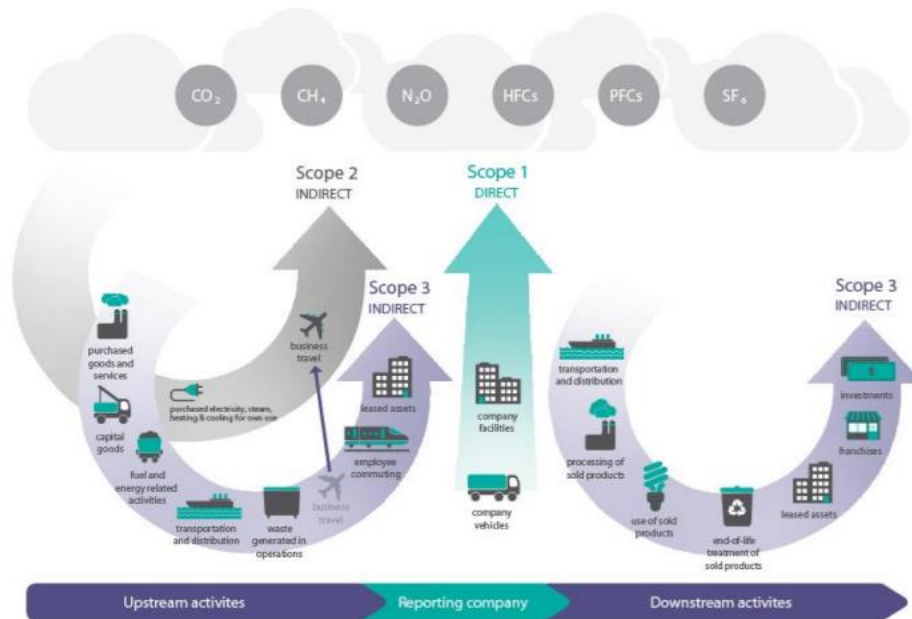 CO₂
CH₄
N₂O
HFCs
PFCs
SF₆
Scope 2
INDIRECT
Scope 1
DIRECT
Scope 3
INDIRECT
Scope 3
INDIRECT
purchased
goods and
services
capital
goods
fuel and
energy related
activities
transportation
and distribution
waste
generated in
operations
business
travel
purchased electricity, steam,
heating & cooling for own use
business
travel
employee
commuting
leased assets
company
facilities
company
vehicles
transportation
and distribution
processing of
sold products
use of sold
products
end-of-life
treatment of
sold products
leased assets
franchises
investments
Upstream activites
Reporting company
Downstream activites